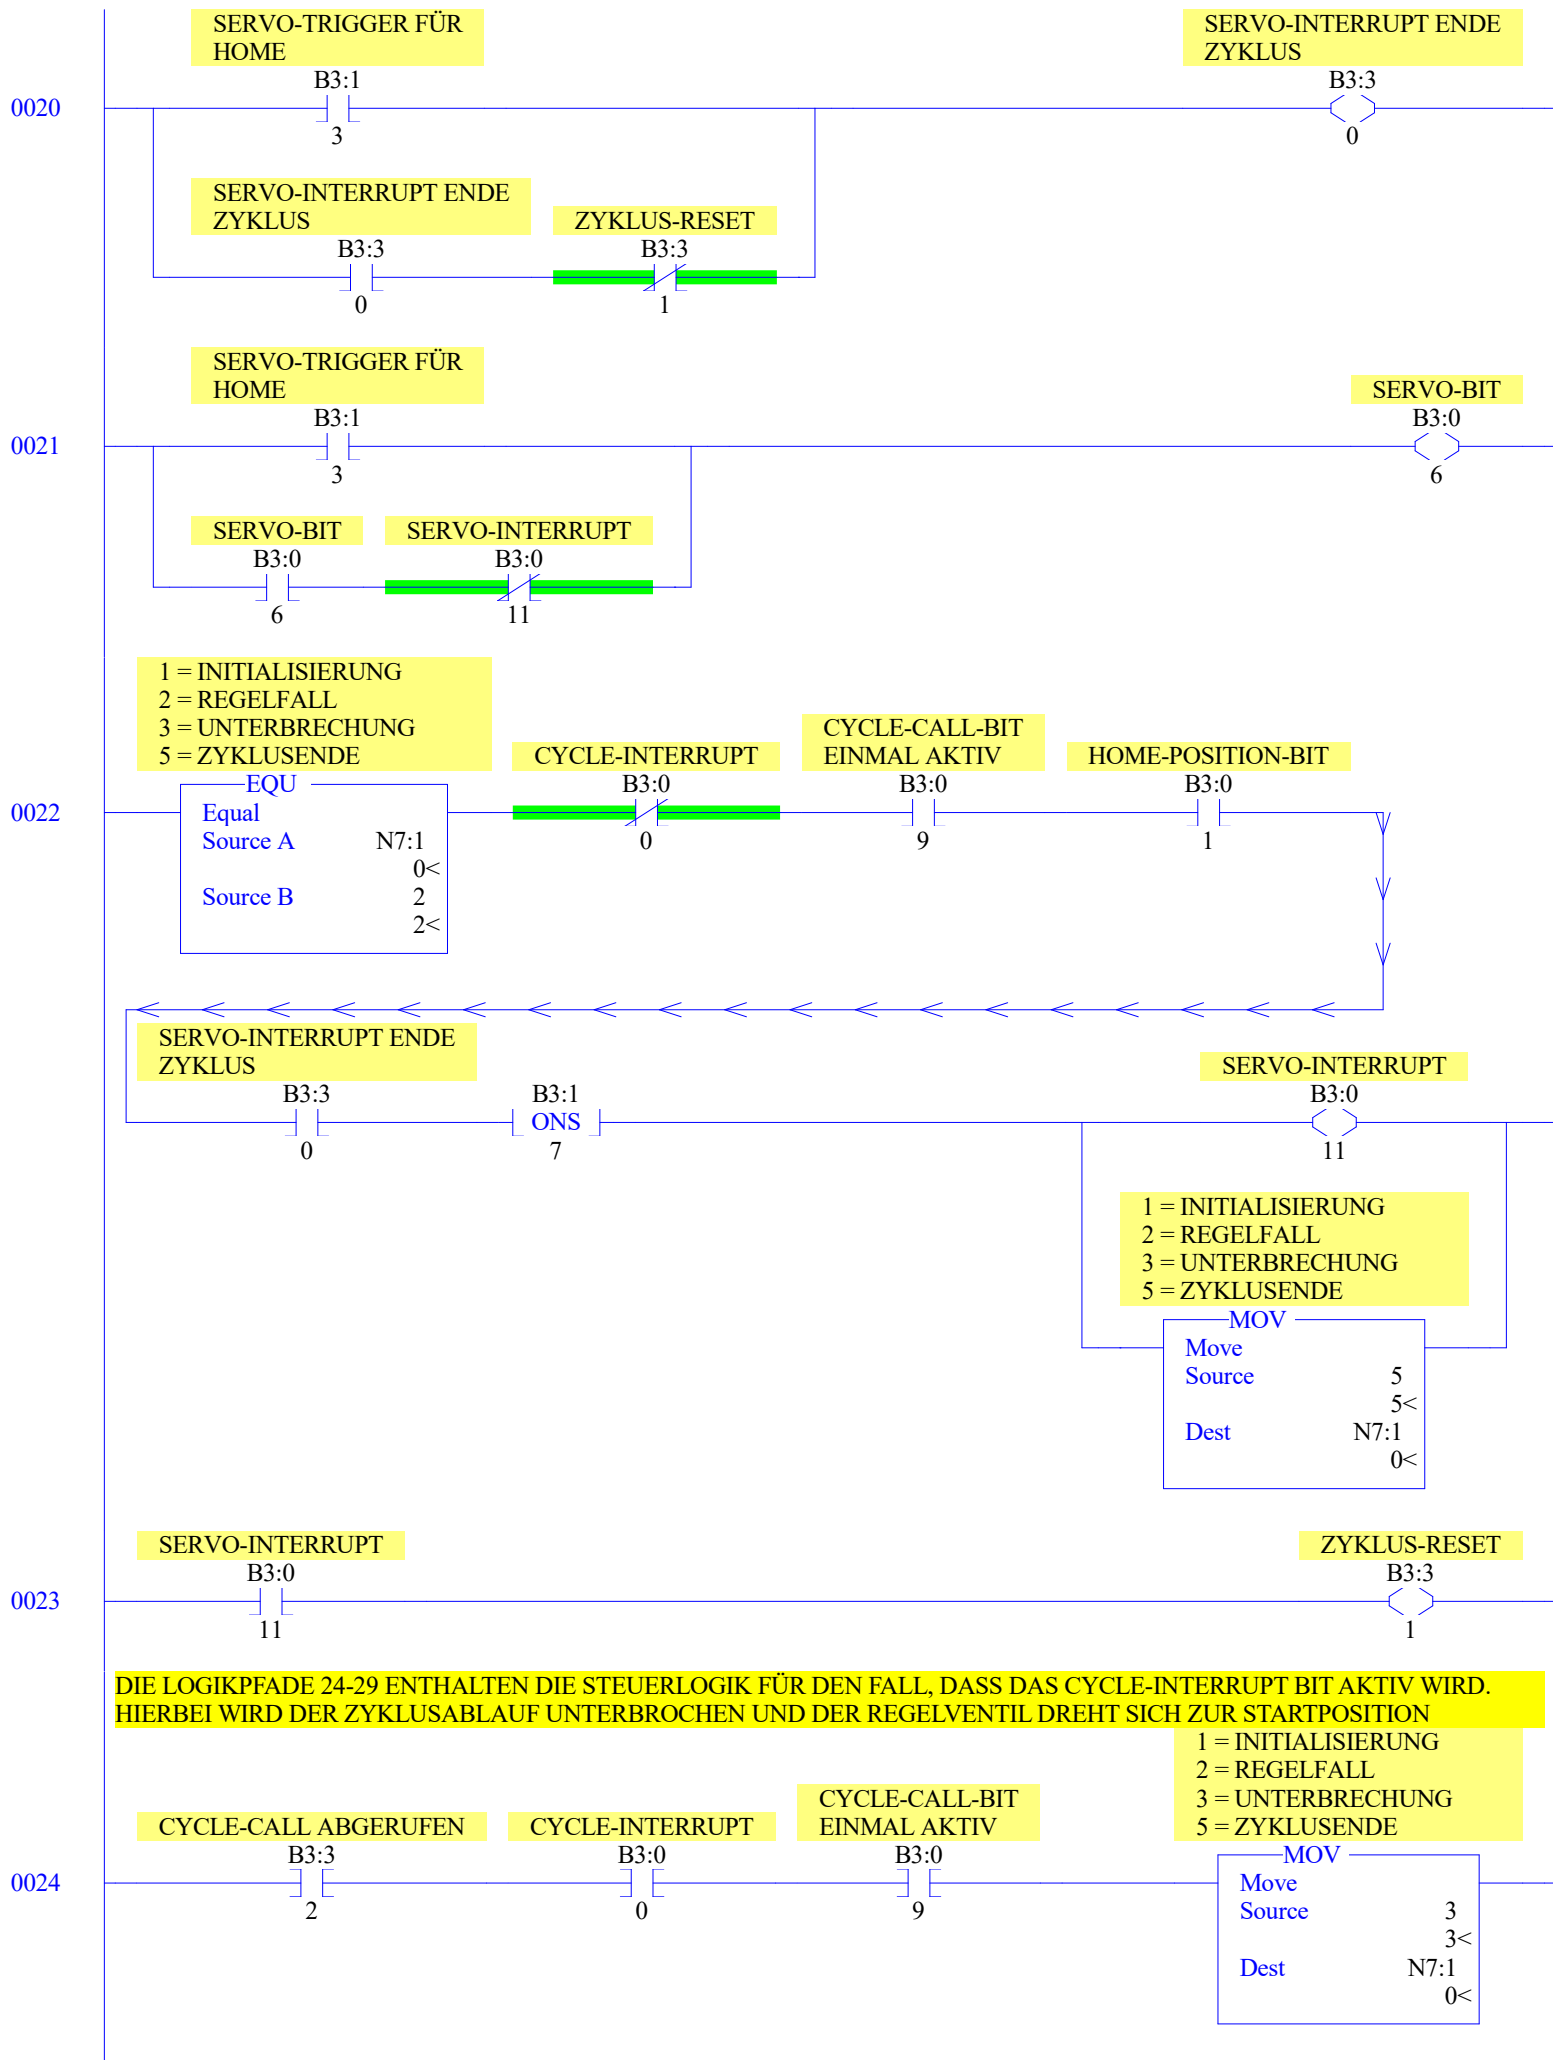 SERVO-TRIGGER FÜR
HOME
B3:1
3
SERVO-INTERRUPT ENDE
ZYKLUS
B3:3
0
0020
SERVO-INTERRUPT ENDE
ZYKLUS
B3:3
0
ZYKLUS-RESET
B3:3
1
SERVO-TRIGGER FÜR
HOME
B3:1
3
SERVO-BIT
B3:0
6
0021
SERVO-BIT
B3:0
6
SERVO-INTERRUPT
B3:0
11
1 = INITIALISIERUNG
2 = REGELFALL
3 = UNTERBRECHUNG
5 = ZYKLUSENDE
EQU
0022
Equal
Source A N7:1
0<
Source B 2
2<
CYCLE-INTERRUPT
B3:0
0
CYCLE-CALL-BIT
EINMAL AKTIV
B3:0
9
HOME-POSITION-BIT
B3:0
1
SERVO-INTERRUPT ENDE
ZYKLUS
B3:3
0
B3:1
ONS
7
SERVO-INTERRUPT
B3:0
11
1 = INITIALISIERUNG
2 = REGELFALL
3 = UNTERBRECHUNG
5 = ZYKLUSENDE
MOV
Move
Source 5
5<
Dest N7:1
0<
SERVO-INTERRUPT
B3:0
11
ZYKLUS-RESET
B3:3
1
0023
DIE LOGIKPFADE 24-29 ENTHALTEN DIE STEUERLOGIK FÜR DEN FALL, DASS DAS CYCLE-INTERRUPT BIT AKTIV WIRD.
HIERBEI WIRD DER ZYKLUSABLAUF UNTERBROCHEN UND DER REGELVENTIL DREHT SICH ZUR STARTPOSITION
0024
CYCLE-CALL ABGERUFEN
B3:3
2
CYCLE-INTERRUPT
B3:0
0
CYCLE-CALL-BIT
EINMAL AKTIV
B3:0
9
1 = INITIALISIERUNG
2 = REGELFALL
3 = UNTERBRECHUNG
5 = ZYKLUSENDE
MOV
Move
Source 3
3<
Dest N7:1
0<